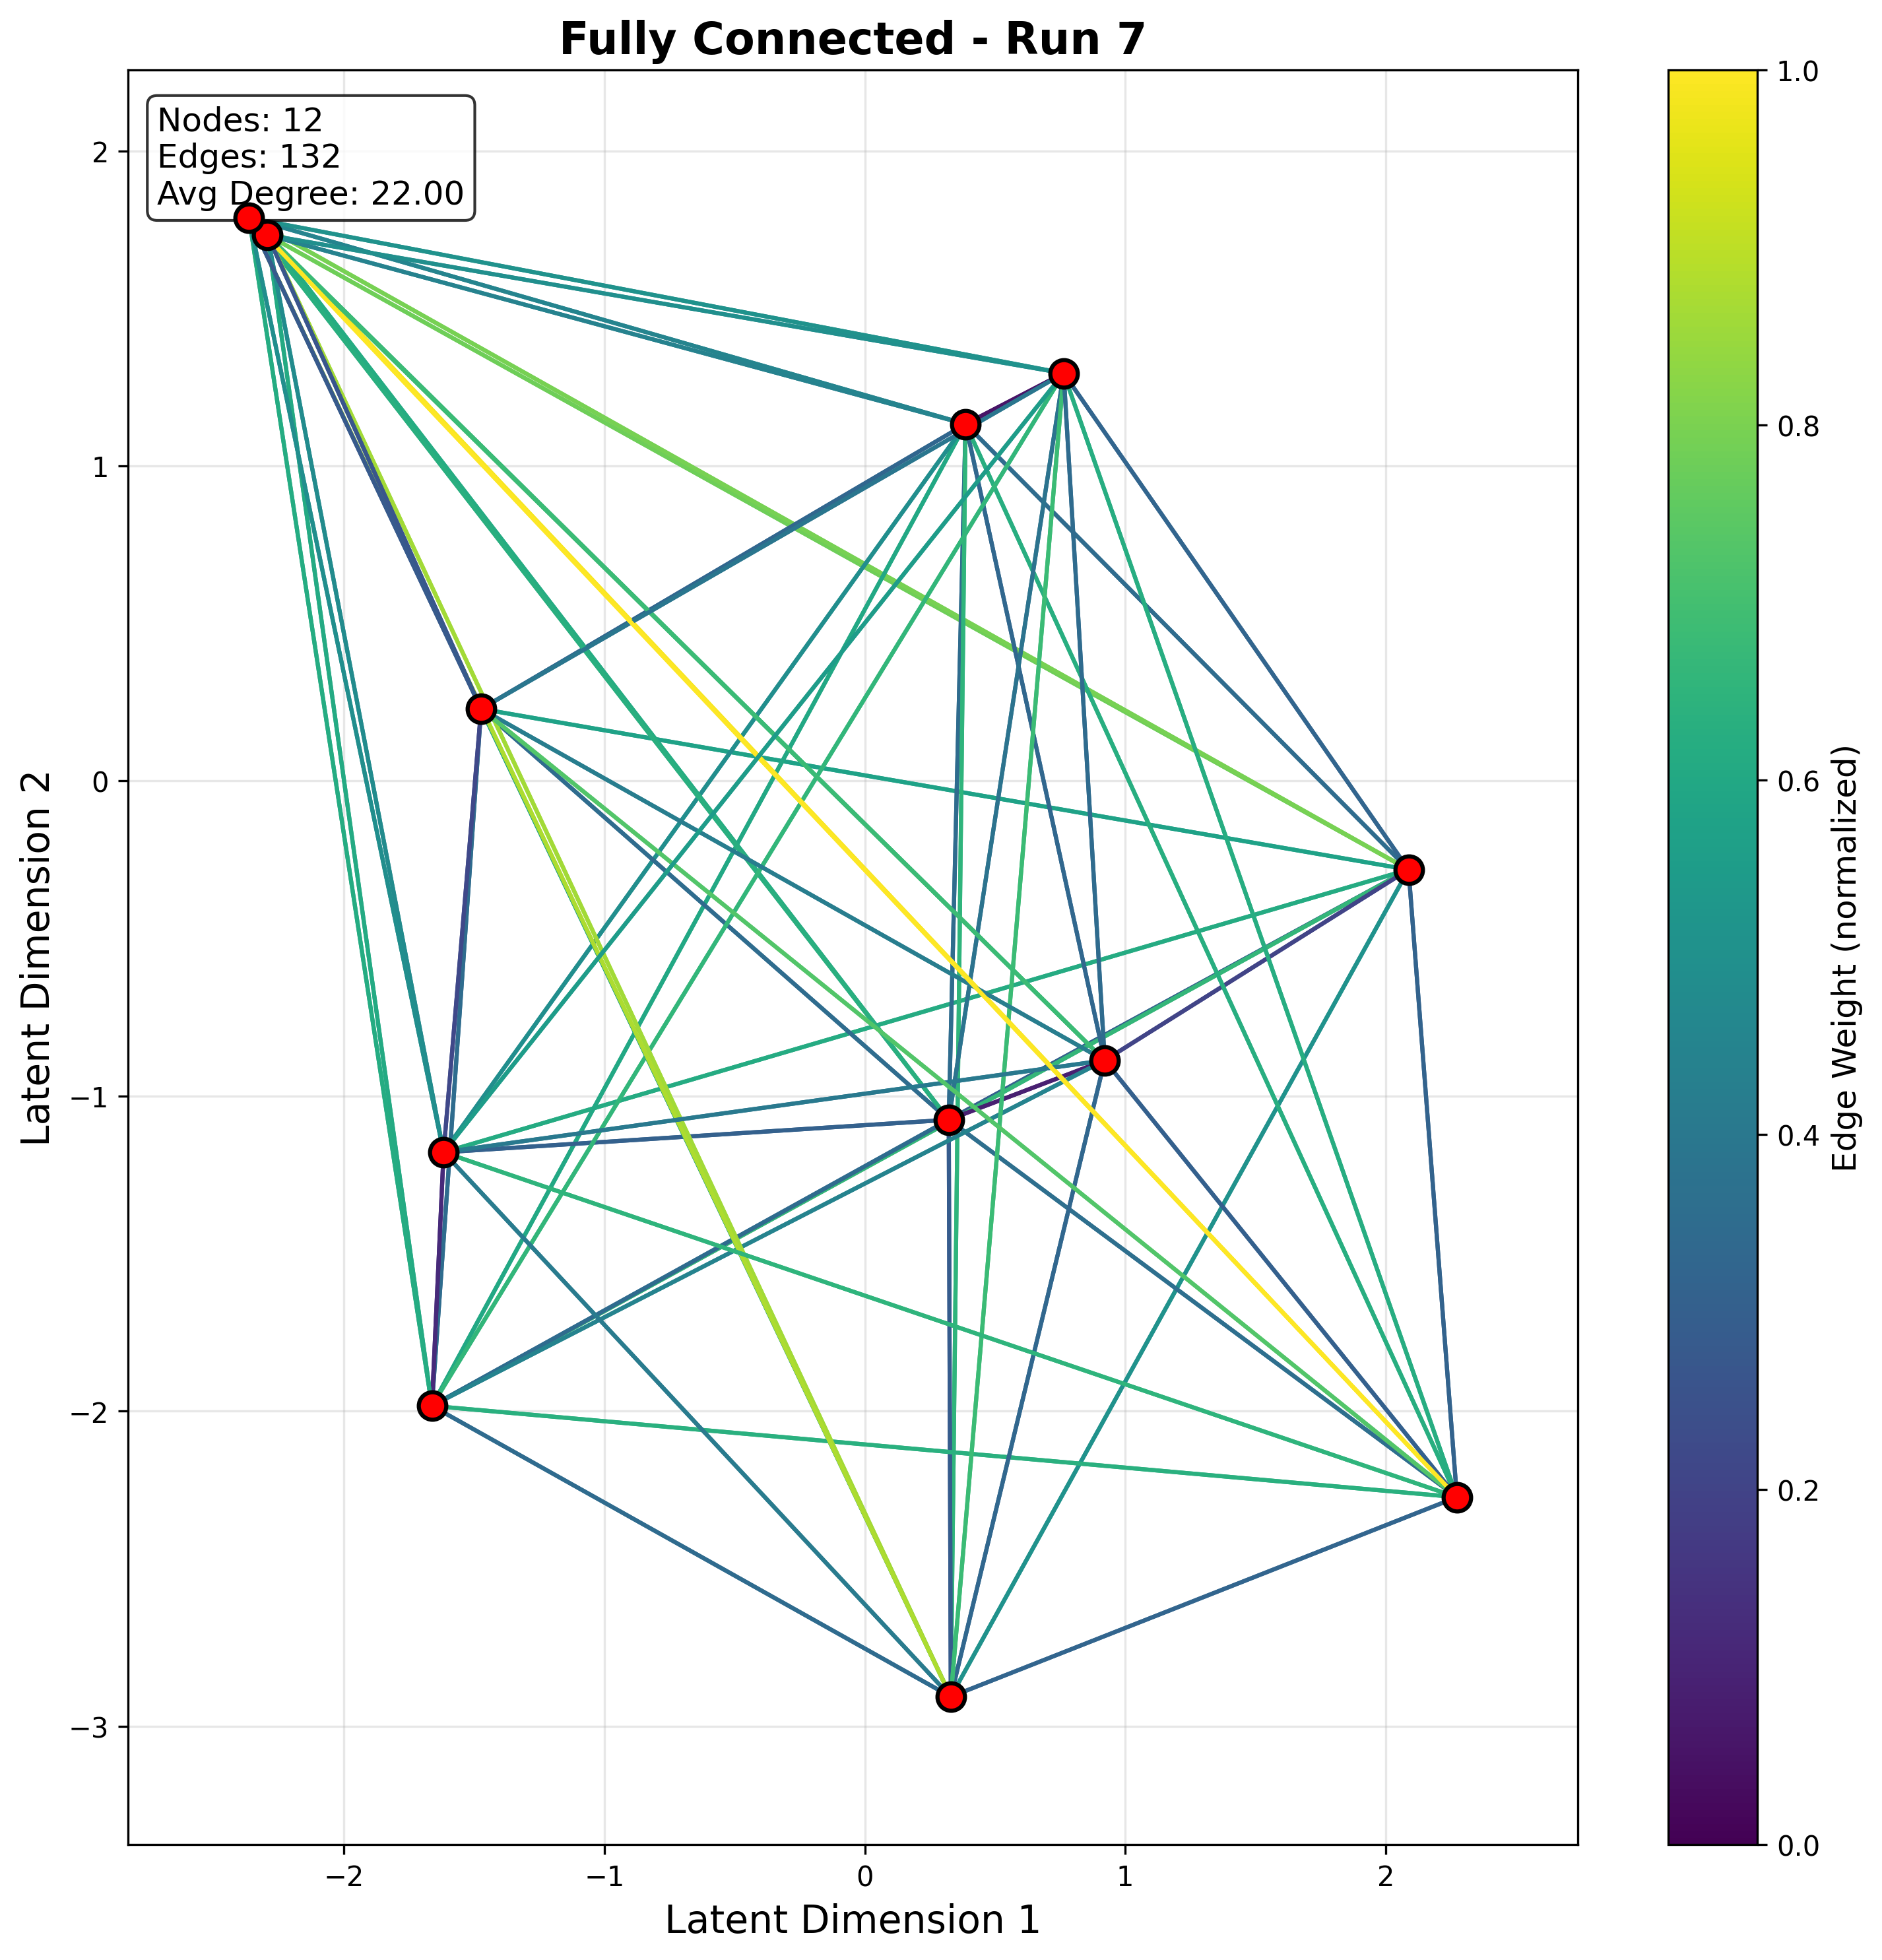 Fully Connected - Run 7
Nodes: 12
Edges: 132
Avg Degree: 22.00
2
1
0
−1
−2
−3
Latent Dimension 2
−2
−1
0
1
2
Latent Dimension 1
1.0
0.8
0.6
0.4
0.2
0.0
Edge Weight (normalized)